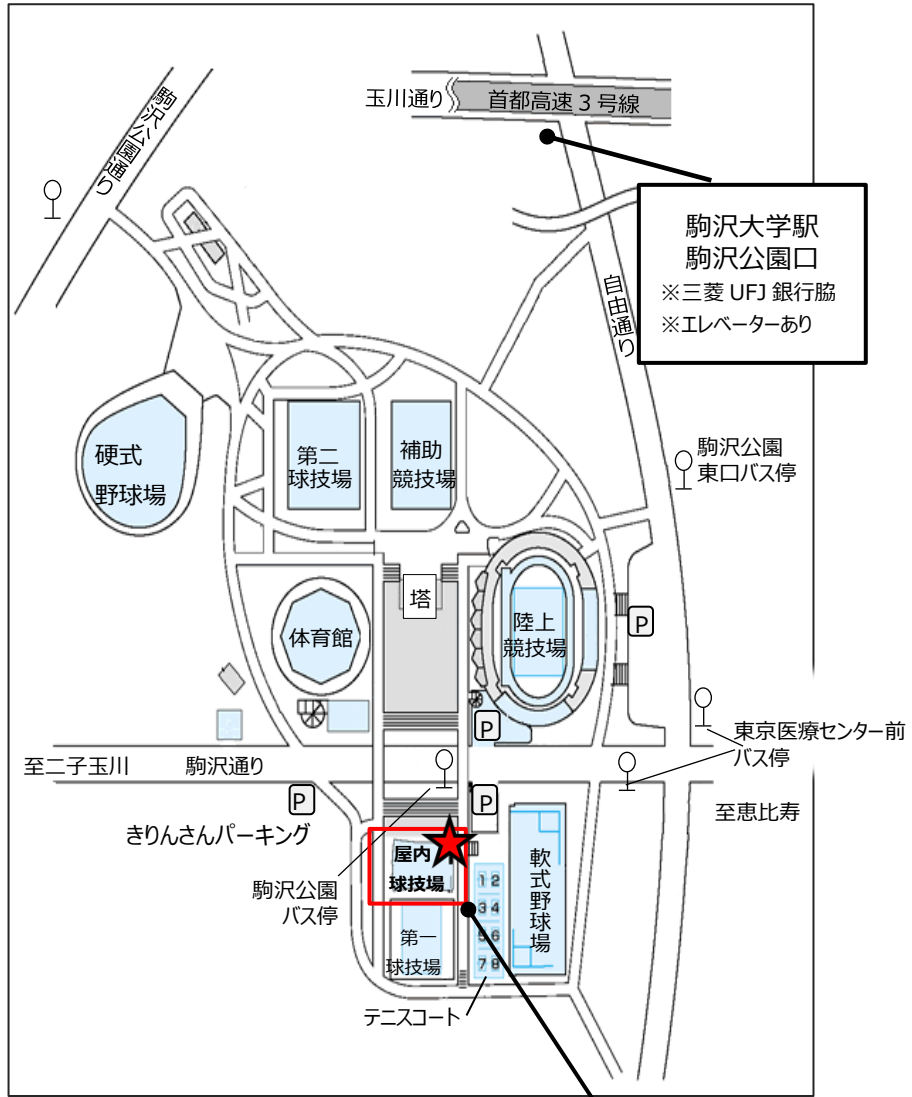 玉川通り
首都高速3号線
駒沢公園通り
駒沢大学駅
駒沢公園口
※三菱 UFJ 銀行脇
※エレベーターあり
自由通り
硬式
野球場
第二
球技場
補助
競技場
駒沢公園
東口バス停
塔
体育館
陸上
競技場
P
P
東京医療センター前
バス停
至二子玉川
駒沢通り
P
P
至恵比寿
きりんさんパーキング
屋内
球技場
軟式野球場
駒沢公園
バス停
1 2
3 4
5 6
7 8
第一
球技場
テニスコート